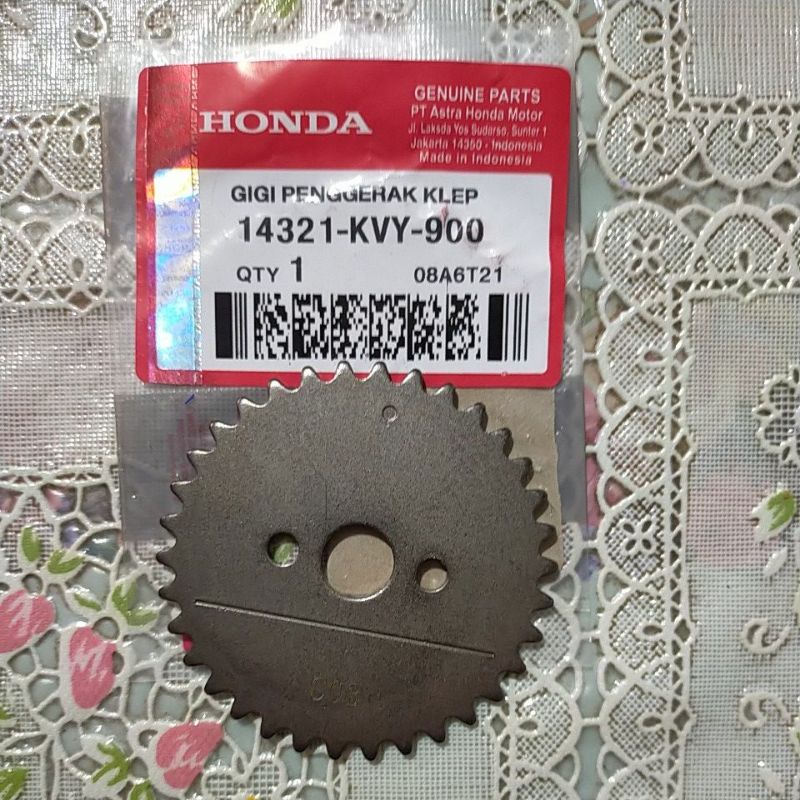 HONDA
GENUINE PARTS
PT Astra Honda Motor
Jl. Laksda Yos Sudarso, Sunter 1
Jakarta 14350 - Indonesia
Made in Indonesia
GIGI PENGGERAK KLEP
14321-KVY-900
QTY 1
08A6T21